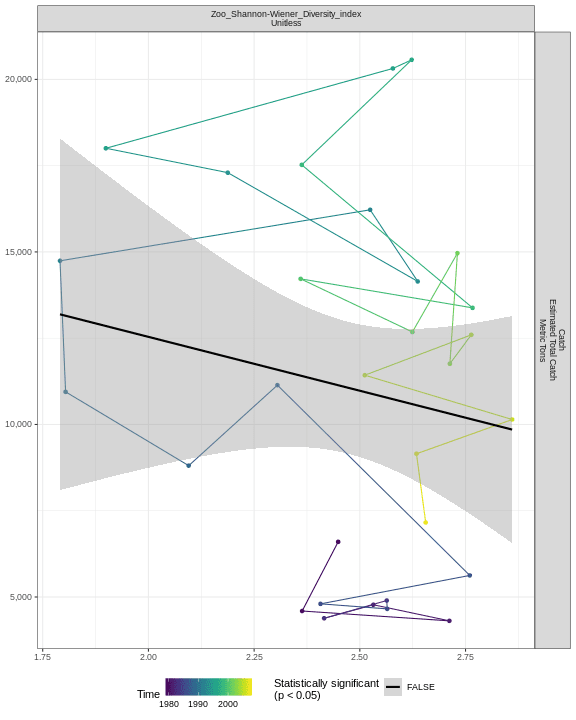 Zoo_Shannon-Wiener_Diversity_index
Unitless
20,000
15,000
10,000
5,000
Catch
Estimated Total Catch
Metric Tons
1.75 2.00 2.25 2.50 2.75
Time
1980 1990 2000
Statistically significant
(p < 0.05)
FALSE